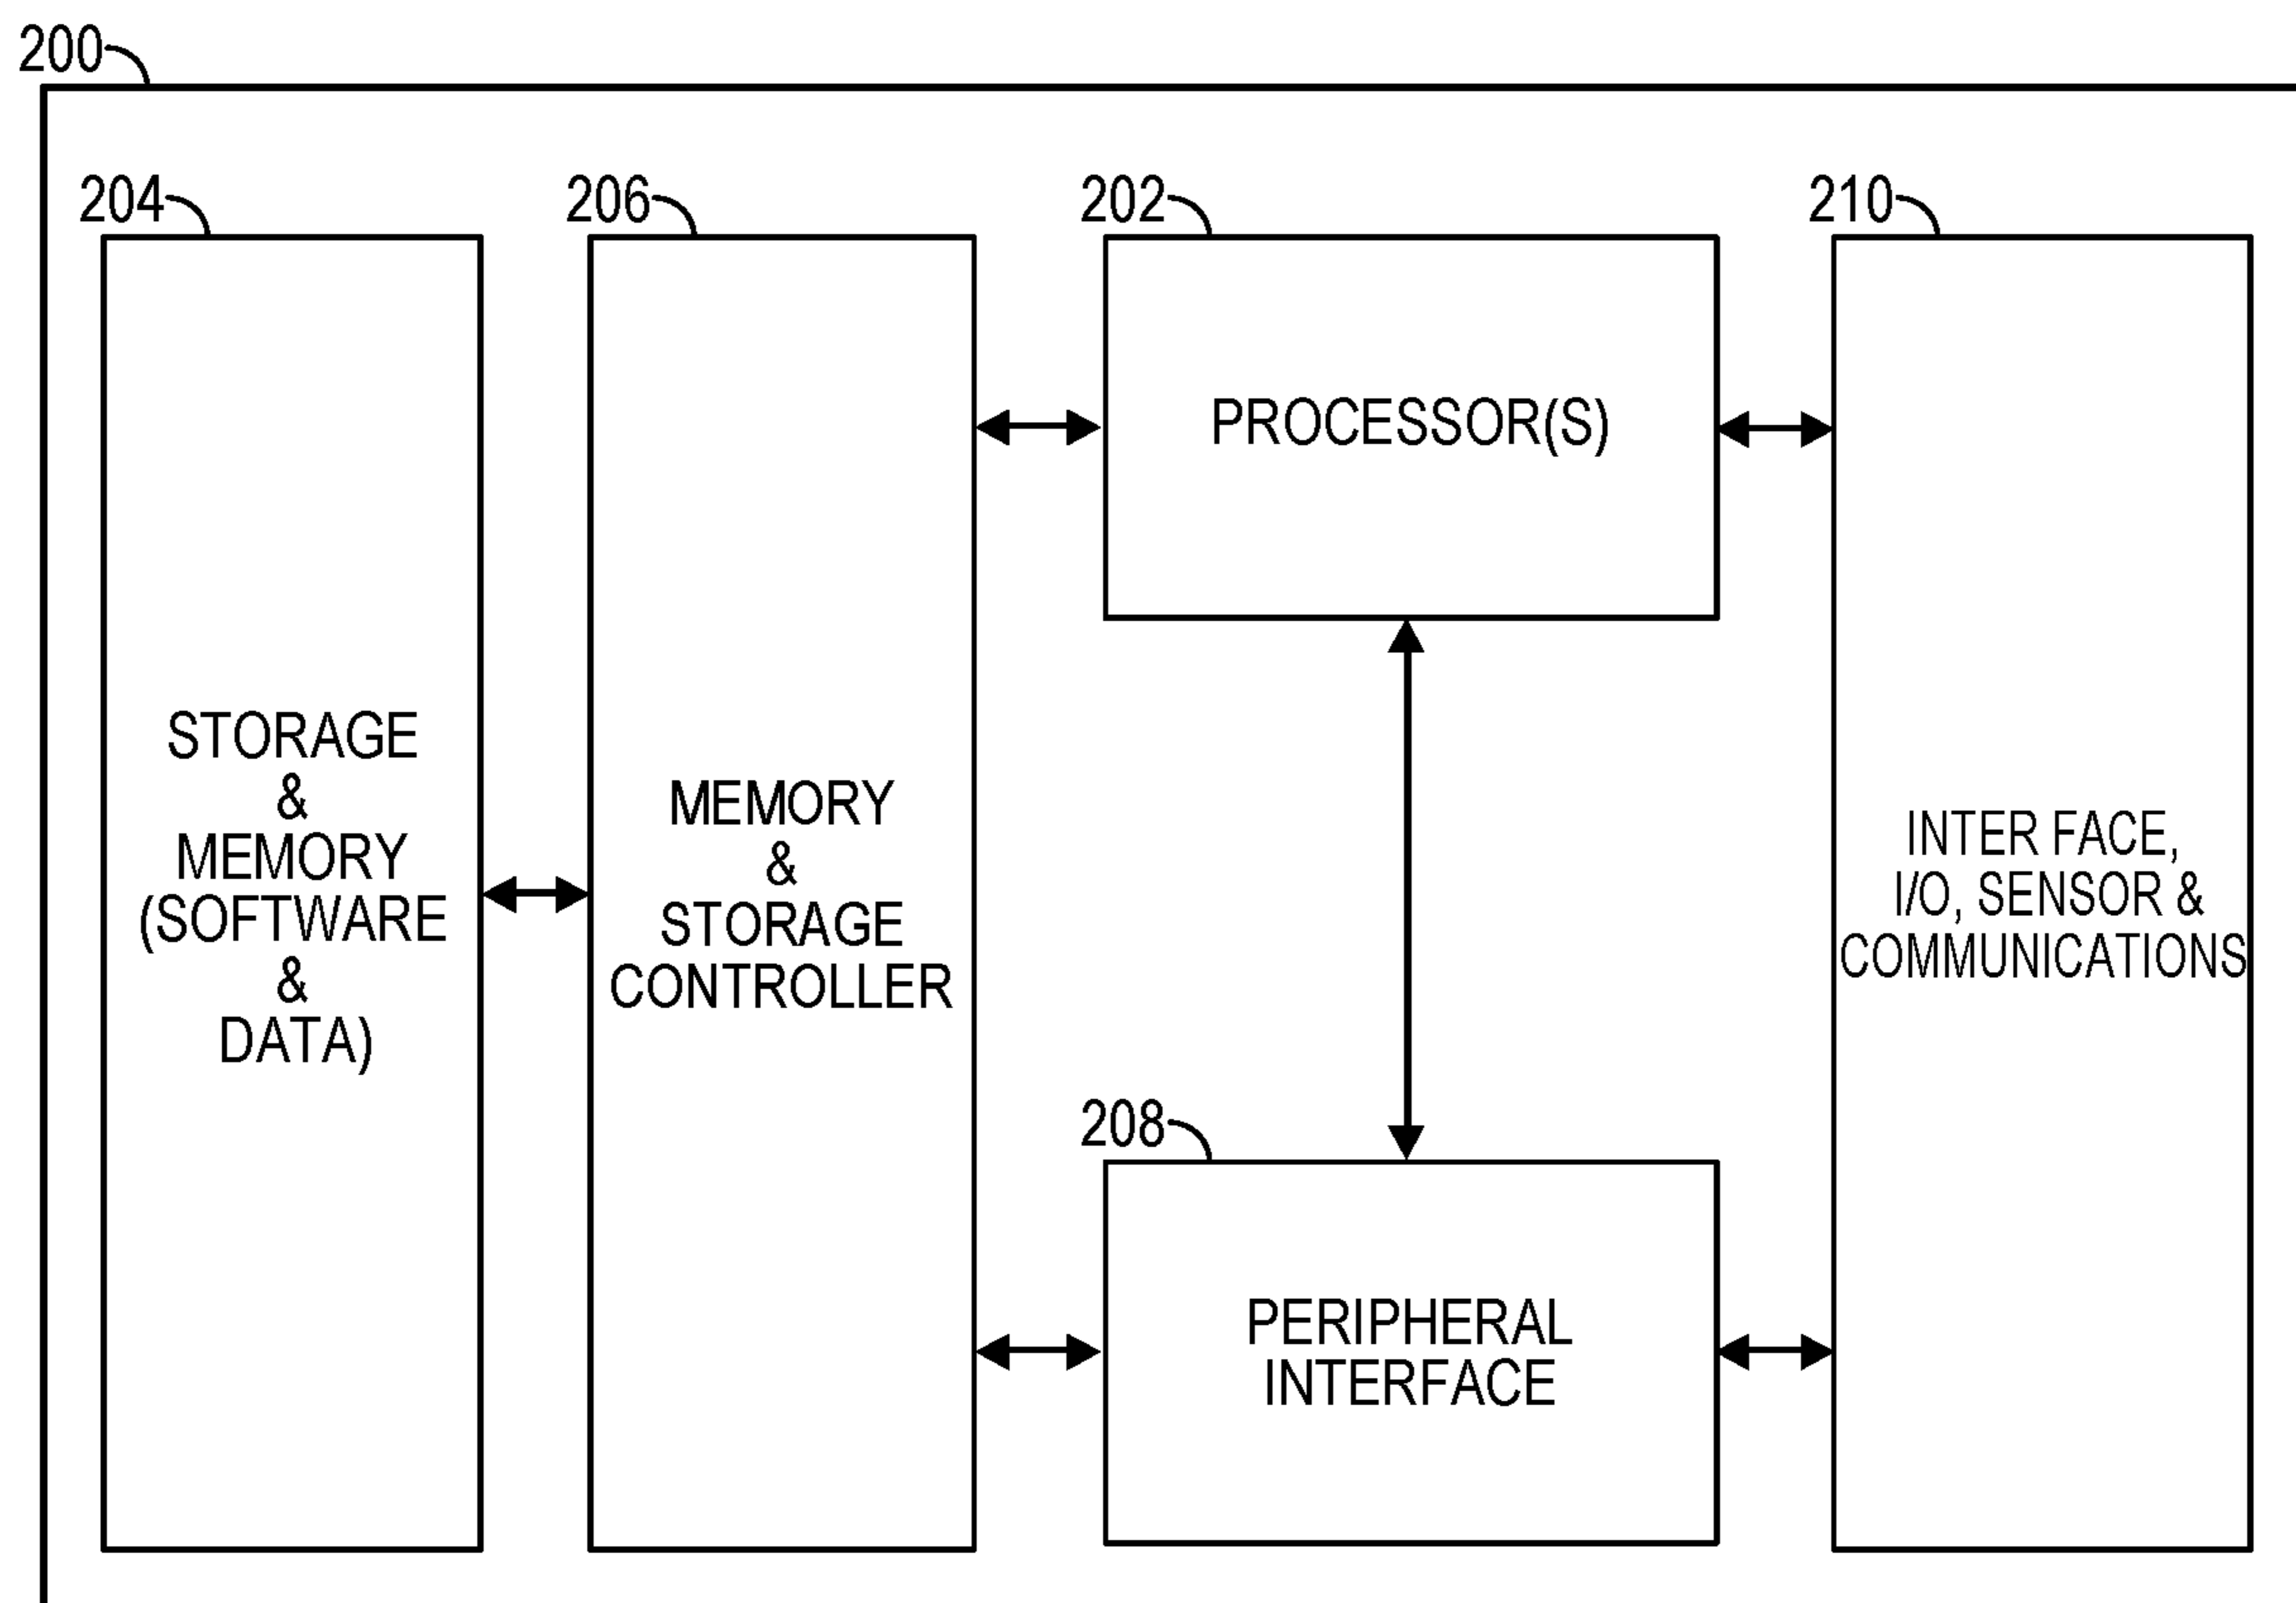 200
204
206
202
210
PROCESSOR(S)
STORAGE
&
MEMORY
(SOFTWARE
&
DATA)
MEMORY
&
STORAGE
CONTROLLER
INTER FACE,
I/O, SENSOR &
COMMUNICATIONS
208
PERIPHERAL
INTERFACE